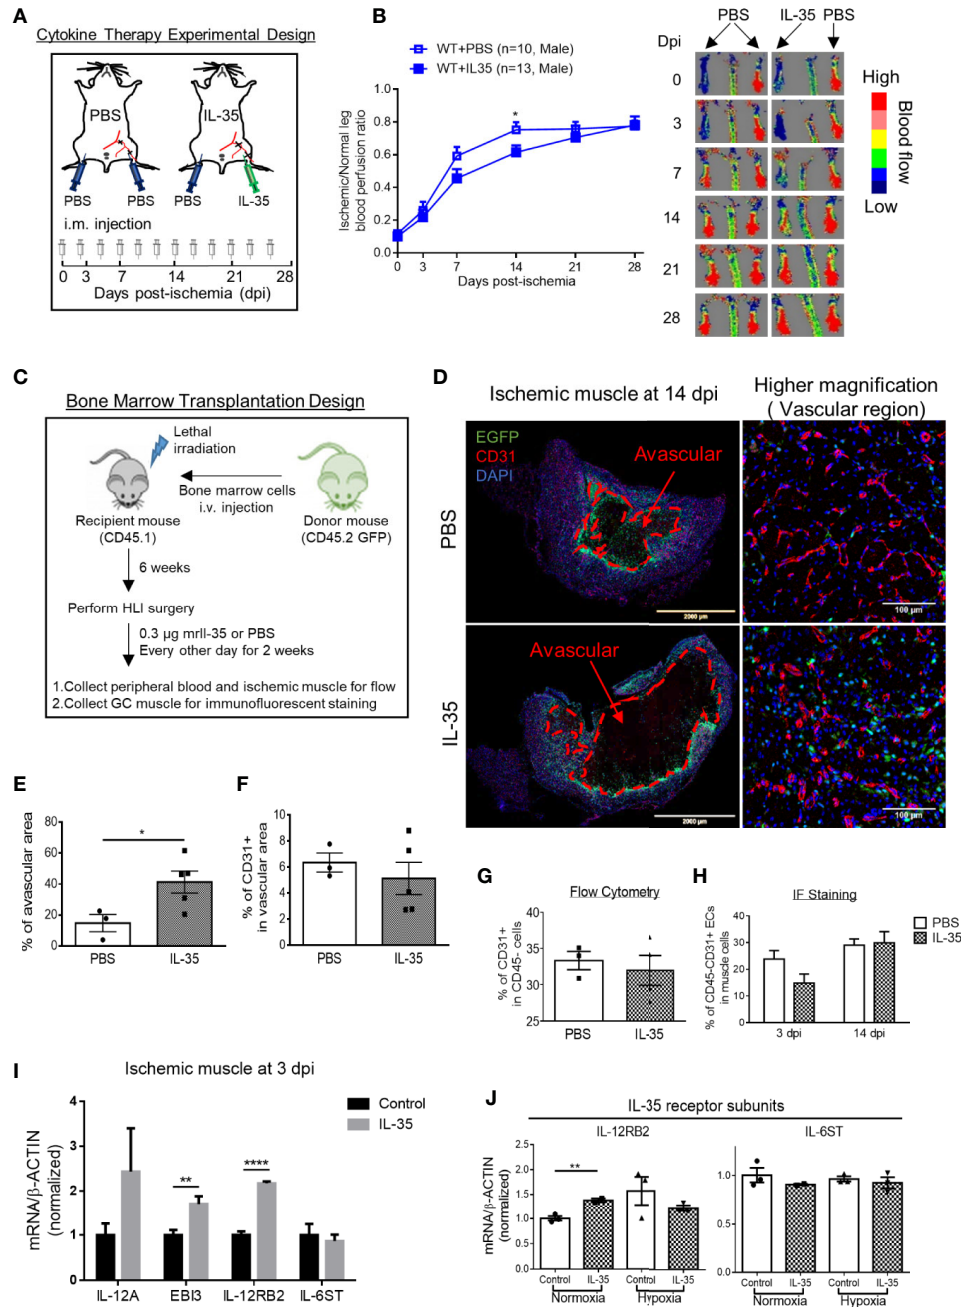 A
Cytokine Therapy Experimental Design
PBS
IL-35
PBS
PBS
PBS
IL-35
i.m. injection
0
3
7
14
21
28
Days post-ischemia (dpi)
B
WT+PBS (n=10, Male)
WT+IL35 (n=13, Male)
Ischemic/Normal leg
blood perfusion ratio
1.0
0.8
0.6
0.4
0.2
0.0
*
0
3
7
14
21
28
Days post-ischemia
PBS
IL-35
PBS
Dpi
0
3
7
14
21
28
High
Blood flow
Low
C
Bone Marrow Transplantation Design
Lethal
irradiation
Bone marrow cells
i.v. injection
Recipient mouse
(CD45.1)
Donor mouse
(CD45.2 GFP)
6 weeks
Perform HLI surgery
0.3 µg mrIl-35 or PBS
Every other day for 2 weeks
1.Collect peripheral blood and ischemic muscle for flow
2.Collect GC muscle for immunofluorescent staining
D
Ischemic muscle at 14 dpi
Higher magnification
( Vascular region)
EGFP
CD31
DAPI
Avascular
PBS
2000 µm
100 µm
Avascular
IL-35
2000 µm
100 µm
E
% of avascular area
80
60
40
20
0
*
PBS
IL-35
F
% of CD31+
in vascular area
10
8
6
4
2
0
PBS
IL-35
G
Flow Cytometry
% of CD31+
in CD45- cells
40
35
30
25
PBS
IL-35
H
IF Staining
% of CD45-CD31+ ECs
in muscle cells
40
30
20
10
0
3 dpi
14 dpi
PBS
IL-35
I
Ischemic muscle at 3 dpi
mRNA/β-ACTIN
(normalized)
4
3
2
1
0
**
****
Control
IL-35
IL-12A
EBI3
IL-12RB2
IL-6ST
J
IL-35 receptor subunits
IL-12RB2
IL-6ST
mRNA/β-ACTIN
(normalized)
2.5
2.0
1.5
1.0
0.5
0.0
**
Control
IL-35
Control
IL-35
Normoxia
Hypoxia
1.5
1.0
0.5
0.0
Control
IL-35
Control
IL-35
Normoxia
Hypoxia